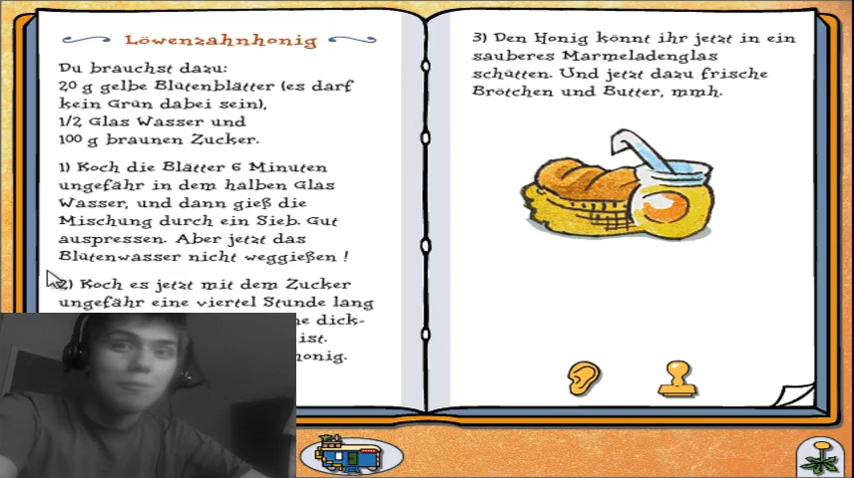 Löwenzahnhonig
Du brauchst dazu:
20 g gelbe Blütenblätter (es darf
kein Grün dabei sein),
1/2 Glas Wasser und
100 g braunen Zucker.
1) Koch die Blätter 6 Minuten
ungefähr in dem halben Glas
Wasser, und dann gieß die
Mischung durch ein Sieb. Gut
auspressen. Aber jetzt das
Blütenwasser nicht weggießen !
2) Koch es jetzt mit dem Zucker
ungefähr eine viertel Stunde lang
dick-
ist.
3) Den Honig könnt ihr jetzt in ein
sauberes Marmeladenglas
schütten. Und jetzt dazu frische
Brötchen und Butter, mmh.